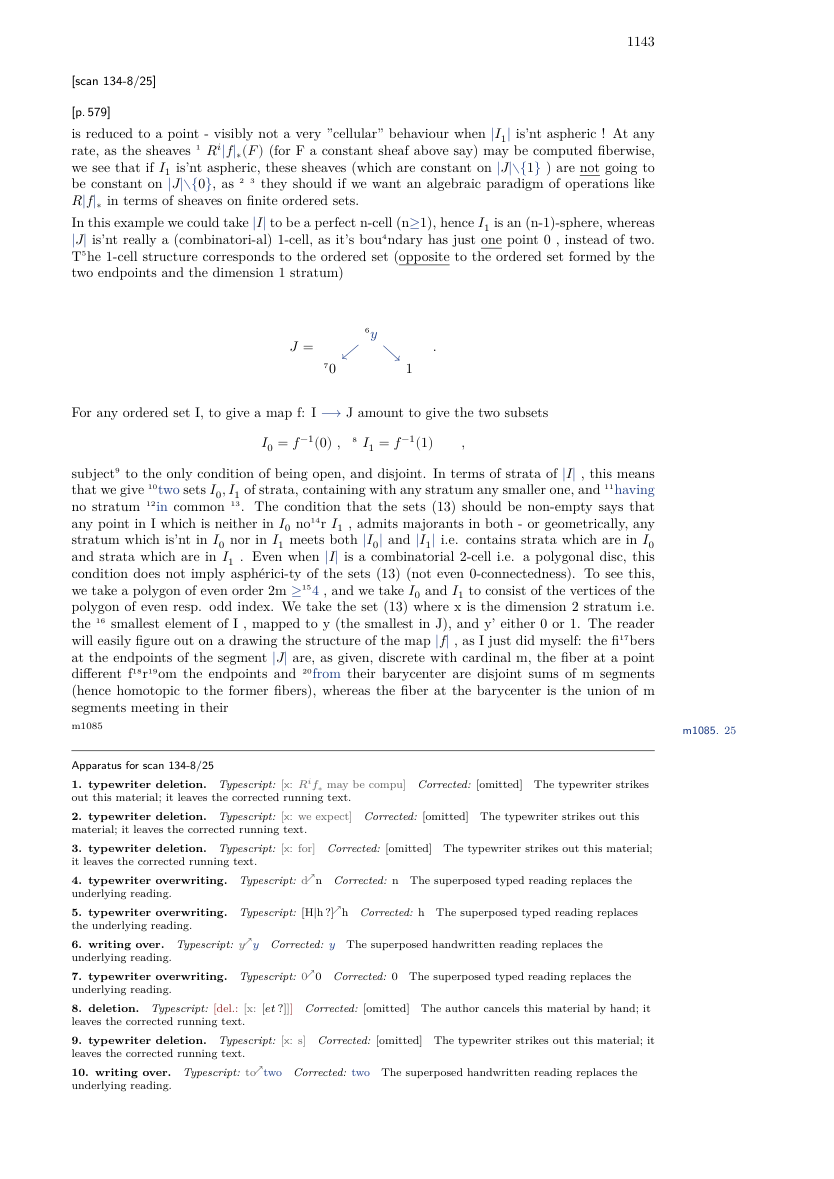 1143
[scan 134-8/25]
[p. 579]
is reduced to a point - visibly not a very ”cellular” behaviour when |I₁| is'nt aspheric ! At any
rate, as the sheaves ¹ Rⁱ|f|∗(F) (for F a constant sheaf above say) may be computed fiberwise,
we see that if I₁ is'nt aspheric, these sheaves (which are constant on |J|∖{1} ) are not going to
be constant on |J|∖{0}, as ² ³ they should if we want an algebraic paradigm of operations like
R|f|∗ in terms of sheaves on finite ordered sets.
In this example we could take |I| to be a perfect n-cell (n≥1), hence I₁ is an (n-1)-sphere, whereas
|J| is'nt really a (combinatori-al) 1-cell, as it's bou⁴ndary has just one point 0 , instead of two.
T⁵he 1-cell structure corresponds to the ordered set (opposite to the ordered set formed by the
two endpoints and the dimension 1 stratum)
⁶y
J = ↙ ↘ .
⁷0 1
For any ordered set I, to give a map f: I ⟶ J amount to give the two subsets
I₀ = f⁻¹(0) , ⁸ I₁ = f⁻¹(1) ,
subject⁹ to the only condition of being open, and disjoint. In terms of strata of |I| , this means
that we give ¹⁰two sets I₀, I₁ of strata, containing with any stratum any smaller one, and ¹¹having
no stratum ¹²in common ¹³. The condition that the sets (13) should be non-empty says that
any point in I which is neither in I₀ no¹⁴r I₁ , admits majorants in both - or geometrically, any
stratum which is'nt in I₀ nor in I₁ meets both |I₀| and |I₁| i.e. contains strata which are in I₀
and strata which are in I₁ . Even when |I| is a combinatorial 2-cell i.e. a polygonal disc, this
condition does not imply asphérici-ty of the sets (13) (not even 0-connectedness). To see this,
we take a polygon of even order 2m ≥¹⁵4 , and we take I₀ and I₁ to consist of the vertices of the
polygon of even resp. odd index. We take the set (13) where x is the dimension 2 stratum i.e.
the ¹⁶ smallest element of I , mapped to y (the smallest in J), and y' either 0 or 1. The reader
will easily figure out on a drawing the structure of the map |f| , as I just did myself: the fi¹⁷bers
at the endpoints of the segment |J| are, as given, discrete with cardinal m, the fiber at a point
different f¹⁸r¹⁹om the endpoints and ²⁰from their barycenter are disjoint sums of m segments
(hence homotopic to the former fibers), whereas the fiber at the barycenter is the union of m
segments meeting in their
m1085
m1085. 25
Apparatus for scan 134-8/25
1. typewriter deletion. Typescript: [x: Rⁱf∗ may be compu] Corrected: [omitted] The typewriter strikes
out this material; it leaves the corrected running text.
2. typewriter deletion. Typescript: [x: we expect] Corrected: [omitted] The typewriter strikes out this
material; it leaves the corrected running text.
3. typewriter deletion. Typescript: [x: for] Corrected: [omitted] The typewriter strikes out this material;
it leaves the corrected running text.
4. typewriter overwriting. Typescript: d↗n Corrected: n The superposed typed reading replaces the
underlying reading.
5. typewriter overwriting. Typescript: [H|h ?]↗h Corrected: h The superposed typed reading replaces
the underlying reading.
6. writing over. Typescript: y↗y Corrected: y The superposed handwritten reading replaces the
underlying reading.
7. typewriter overwriting. Typescript: 0↗0 Corrected: 0 The superposed typed reading replaces the
underlying reading.
8. deletion. Typescript: [del.: [x: [et ?]]] Corrected: [omitted] The author cancels this material by hand; it
leaves the corrected running text.
9. typewriter deletion. Typescript: [x: s] Corrected: [omitted] The typewriter strikes out this material; it
leaves the corrected running text.
10. writing over. Typescript: to↗two Corrected: two The superposed handwritten reading replaces the
underlying reading.